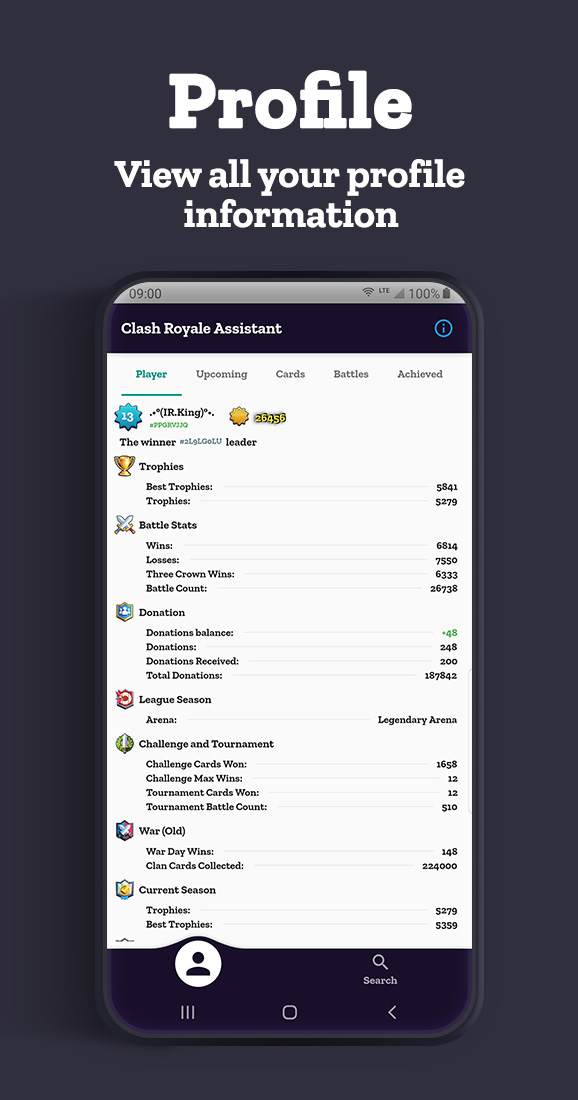 Profile
View all your profile
information
09:00 LTE 100%
Clash Royale Assistant
Player Upcoming Cards Battles Achieved
13 .•°(IR.King)°•. 26456
#PPGRVJJQ
The winner #2L9LG0LU leader
Trophies
Best Trophies: 5841
Trophies: 5279
Battle Stats
Wins: 6814
Losses: 7550
Three Crown Wins: 6333
Battle Count: 26738
Donation
Donations balance: +48
Donations: 248
Donations Received: 200
Total Donations: 187842
League Season
Arena: Legendary Arena
Challenge and Tournament
Challenge Cards Won: 1658
Challenge Max Wins: 12
Tournament Cards Won: 12
Tournament Battle Count: 510
War (Old)
War Day Wins: 148
Clan Cards Collected: 224000
Current Season
Trophies: 5279
Best Trophies: 5359
Search